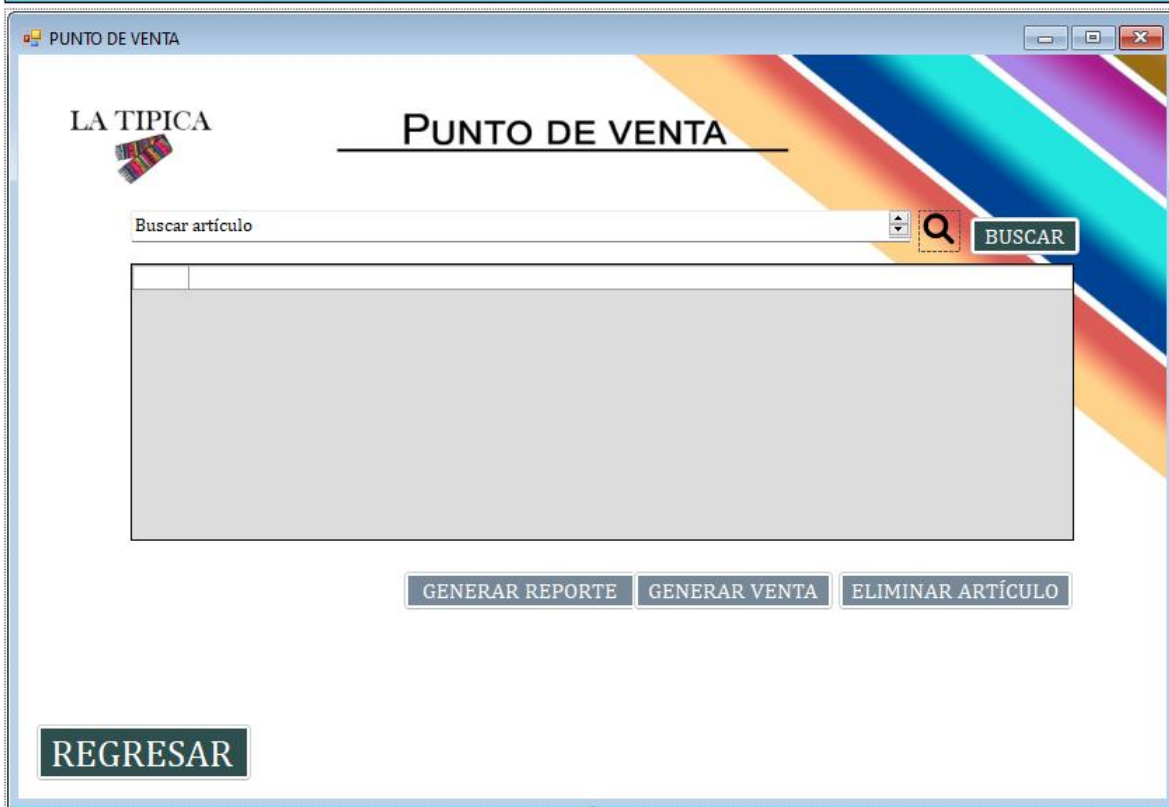 PUNTO DE VENTA
LA TIPICA
PUNTO DE VENTA
Buscar artículo
BUSCAR
GENERAR REPORTE
GENERAR VENTA
ELIMINAR ARTÍCULO
REGRESAR